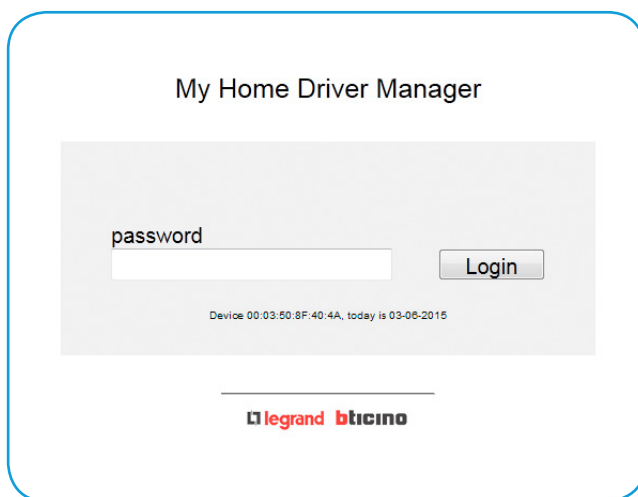 My Home Driver Manager
password
Login
Device 00:03:50:8F:40:4A, today is 03-06-2015
legrand bticino